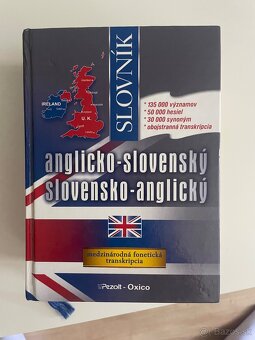 SLOVNÍK
IRELAND
U.K.
* 135 000 významov
* 50 000 hesiel
* 30 000 synoným
* obojstranná transkripcia
anglicko-slovenský
slovensko-anglický
medzinárodná fonetická
transkripcia
Pezolt - Oxico